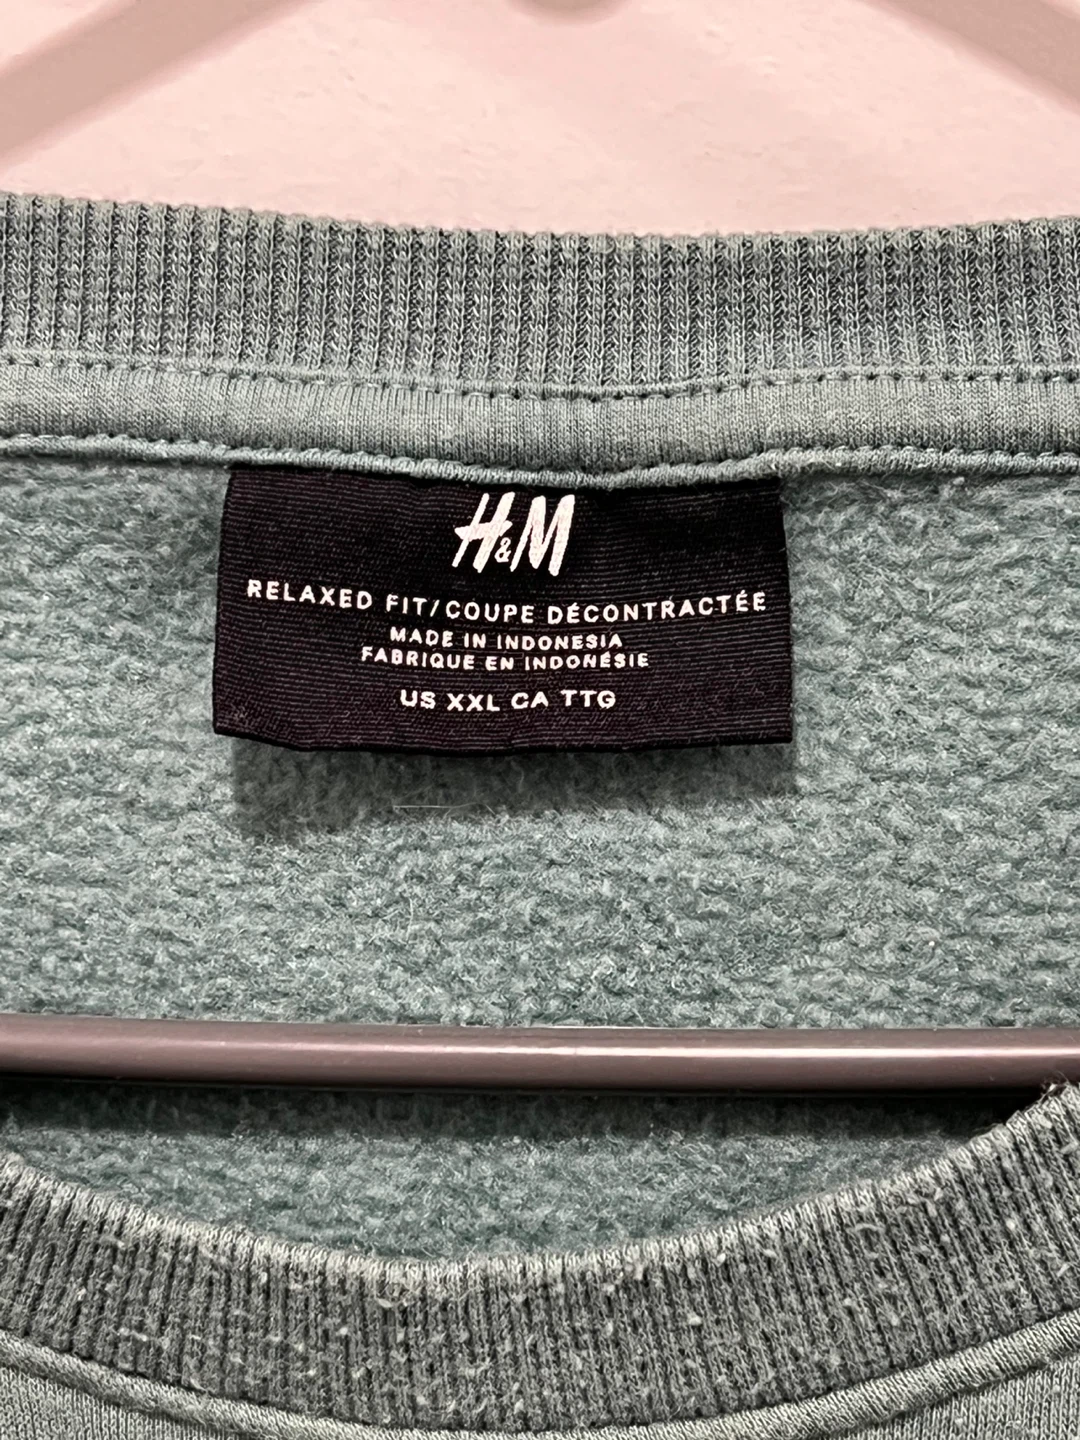 H&M
RELAXED FIT/COUPE DÉCONTRACTÉE
MADE IN INDONESIA
FABRIQUE EN INDONÉSIE
US XXL CA TTG